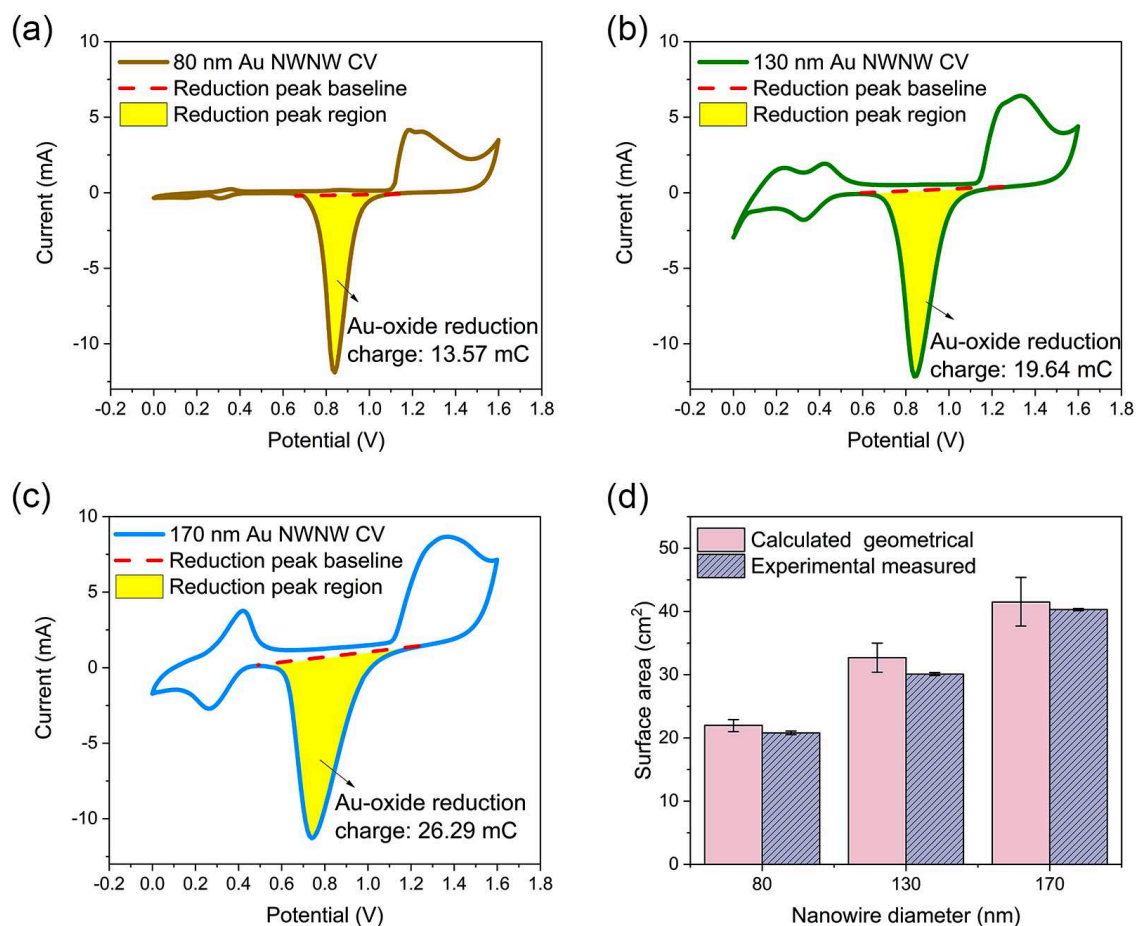 (a)
10
5
0
-5
-10
Current (mA)
80 nm Au NWNW CV
Reduction peak baseline
Reduction peak region
Au-oxide reduction
charge: 13.57 mC
-0.2 0.0 0.2 0.4 0.6 0.8 1.0 1.2 1.4 1.6 1.8
Potential (V)
(b)
10
5
0
-5
-10
Current (mA)
130 nm Au NWNW CV
Reduction peak baseline
Reduction peak region
Au-oxide reduction
charge: 19.64 mC
-0.2 0.0 0.2 0.4 0.6 0.8 1.0 1.2 1.4 1.6 1.8
Potential (V)
(c)
10
5
0
-5
-10
Current (mA)
170 nm Au NWNW CV
Reduction peak baseline
Reduction peak region
Au-oxide reduction
charge: 26.29 mC
-0.2 0.0 0.2 0.4 0.6 0.8 1.0 1.2 1.4 1.6 1.8
Potential (V)
(d)
50
40
30
20
10
0
Surface area (cm²)
Calculated geometrical
Experimental measured
80 130 170
Nanowire diameter (nm)